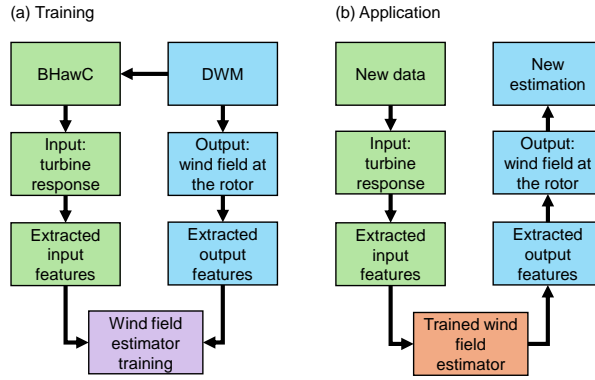 (a) Training
BHawC
DWM
Input:
turbine
response
Output:
wind field at
the rotor
Extracted
input
features
Extracted
output
features
Wind field
estimator
training
(b) Application
New data
New
estimation
Input:
turbine
response
Output:
wind field at
the rotor
Extracted
input
features
Extracted
output
features
Trained wind
field
estimator